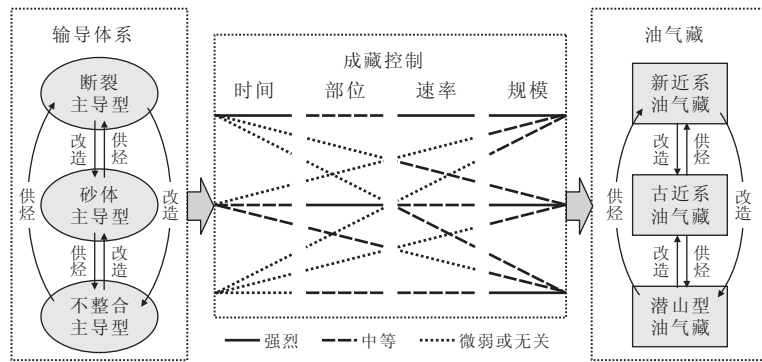 输导体系
断裂
主导型
改造
供烃
砂体
主导型
供烃
改造
不整合
主导型
供烃
改造
成藏控制
时间 部位 速率 规模
强烈 中等 微弱或无关
油气藏
新近系
油气藏
改造
供烃
古近系
油气藏
改造
供烃
潜山型
油气藏
供烃
改造